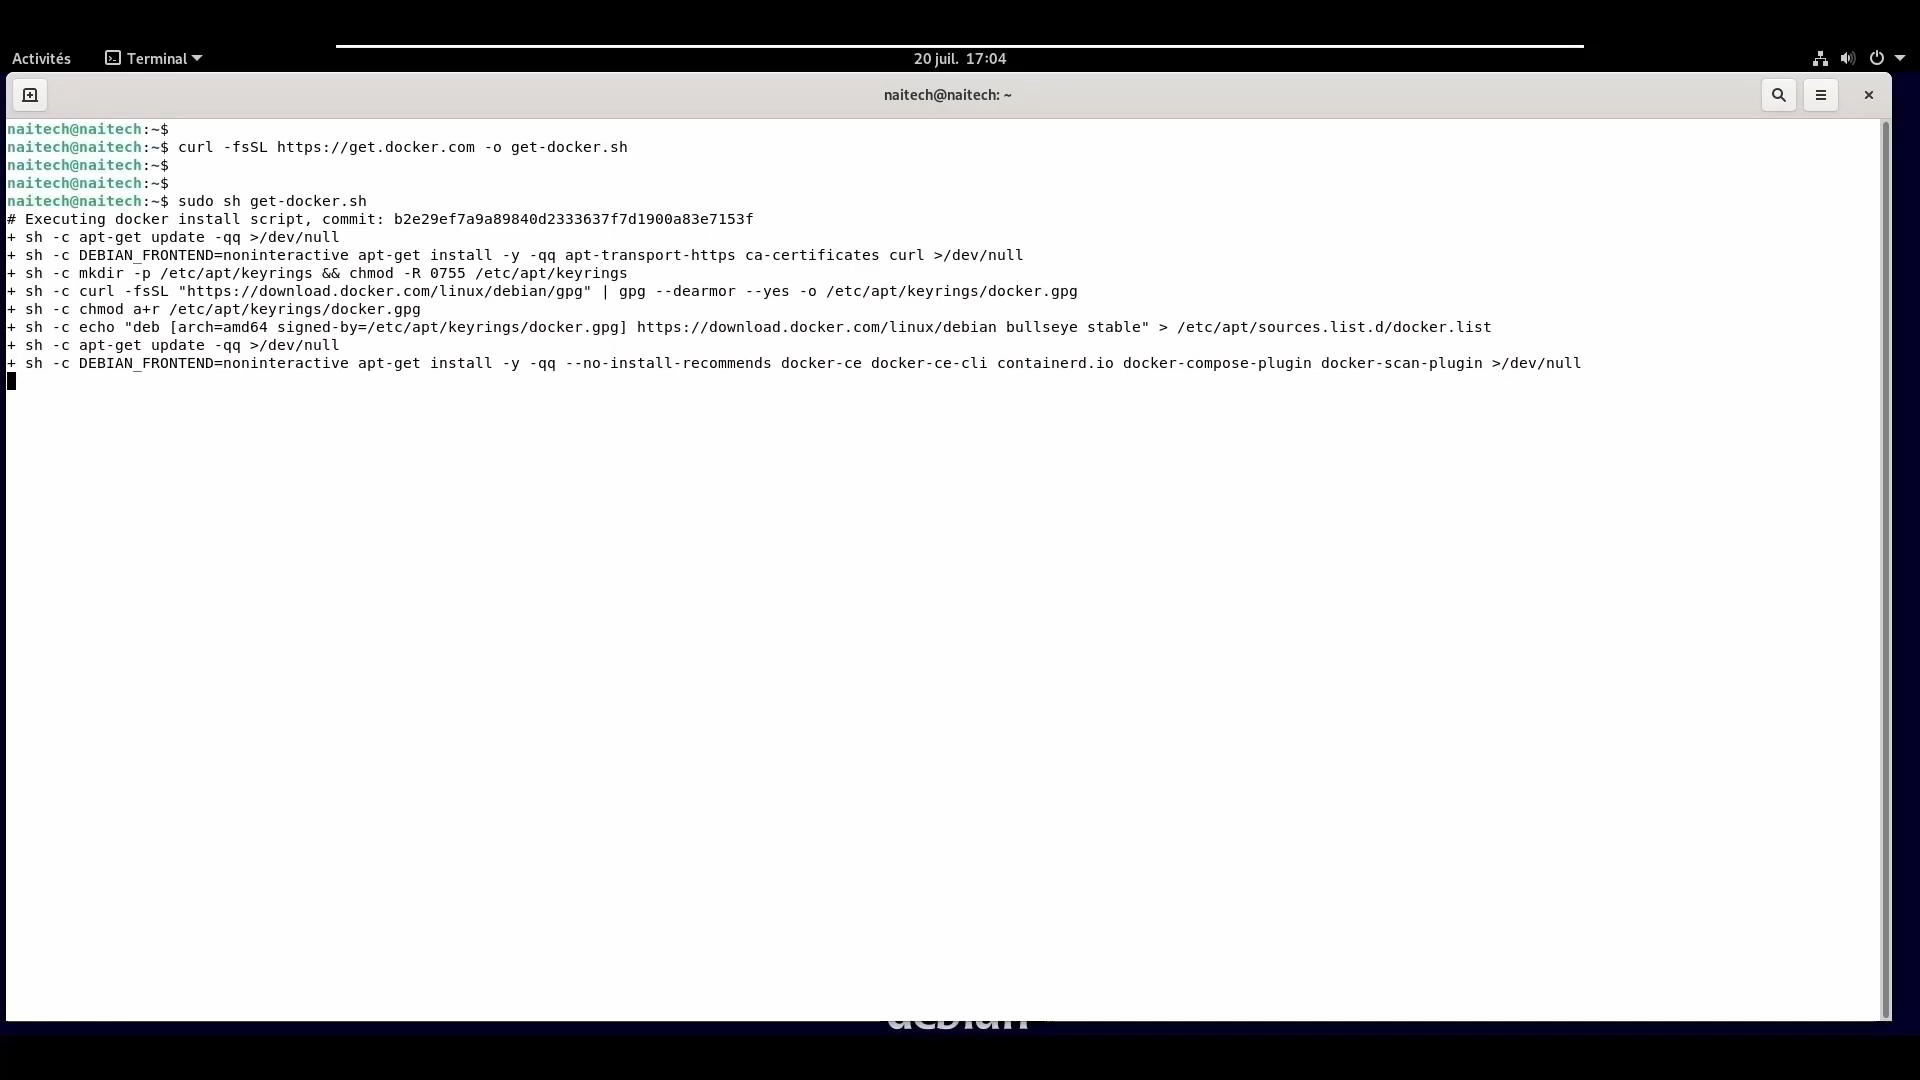 Activités Terminal 20 juil. 17:04
naitech@naitech: ~
naitech@naitech:~$
naitech@naitech:~$ curl -fsSL https://get.docker.com -o get-docker.sh
naitech@naitech:~$
naitech@naitech:~$
naitech@naitech:~$ sudo sh get-docker.sh
# Executing docker install script, commit: b2e29ef7a9a89840d2333637f7d1900a83e7153f
+ sh -c apt-get update -qq >/dev/null
+ sh -c DEBIAN_FRONTEND=noninteractive apt-get install -y -qq apt-transport-https ca-certificates curl >/dev/null
+ sh -c mkdir -p /etc/apt/keyrings && chmod -R 0755 /etc/apt/keyrings
+ sh -c curl -fsSL "https://download.docker.com/linux/debian/gpg" | gpg --dearmor --yes -o /etc/apt/keyrings/docker.gpg
+ sh -c chmod a+r /etc/apt/keyrings/docker.gpg
+ sh -c echo "deb [arch=amd64 signed-by=/etc/apt/keyrings/docker.gpg] https://download.docker.com/linux/debian bullseye stable" > /etc/apt/sources.list.d/docker.list
+ sh -c apt-get update -qq >/dev/null
+ sh -c DEBIAN_FRONTEND=noninteractive apt-get install -y -qq --no-install-recommends docker-ce docker-ce-cli containerd.io docker-compose-plugin docker-scan-plugin >/dev/null
debian